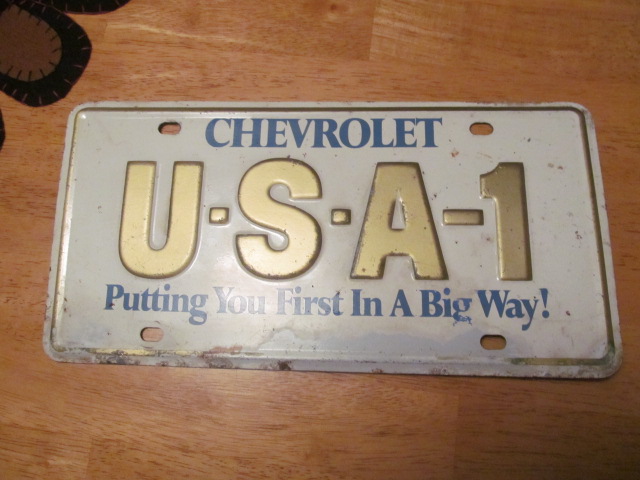 CHEVROLET
U-S-A-1
Putting You First In A Big Way!